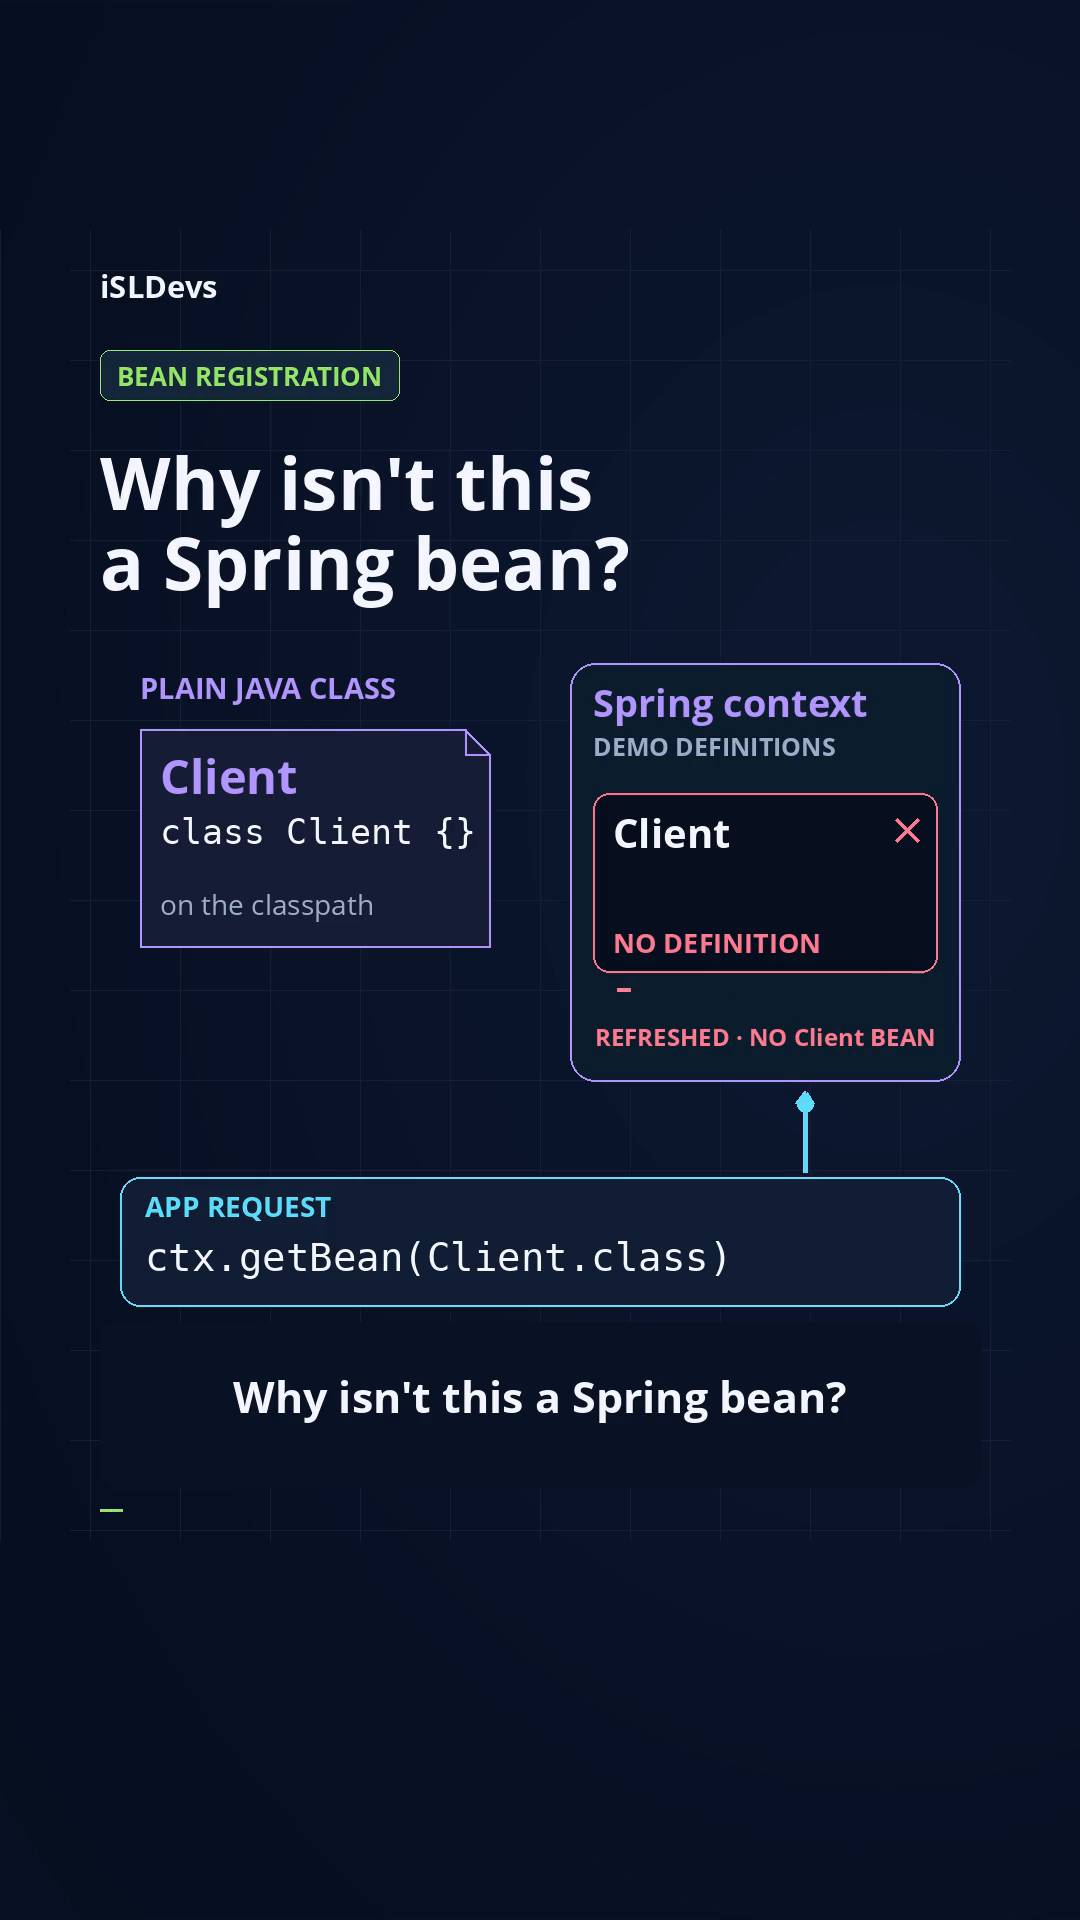 iSLDevs
BEAN REGISTRATION
Why isn't this
a Spring bean?
PLAIN JAVA CLASS
Client
class Client {}
on the classpath
Spring context
DEMO DEFINITIONS
Client
NO DEFINITION
REFRESHED · NO Client BEAN
APP REQUEST
ctx.getBean(Client.class)
Why isn't this a Spring bean?